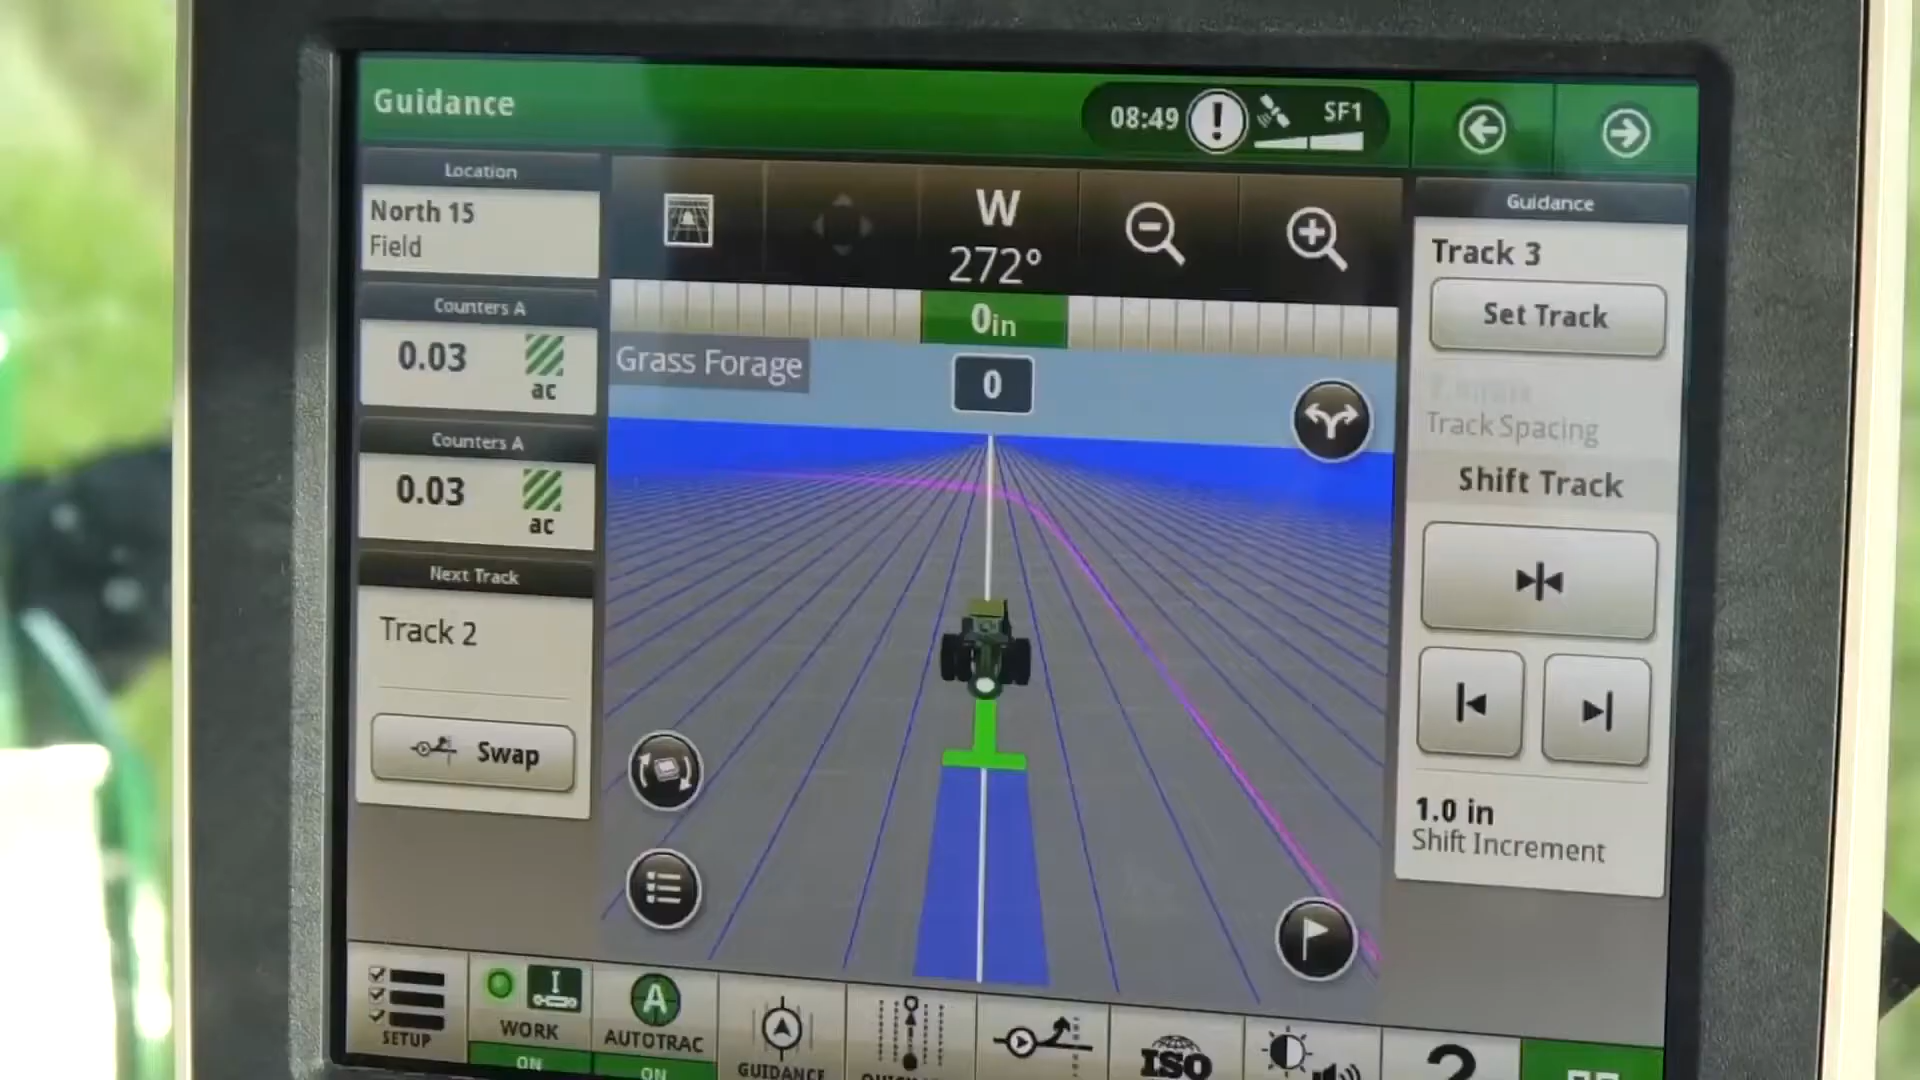 Guidance
08:49
SF1
Location
North 15
Field
Counters A
0.03
ac
Counters A
0.03
ac
Next Track
Track 2
Swap
W
272°
0in
Grass Forage
0
Guidance
Track 3
Set Track
Track Spacing
Shift Track
1.0 in
Shift Increment
SETUP
WORK
ON
A
AUTOTRAC
ON
GUIDANCE
ISO
?